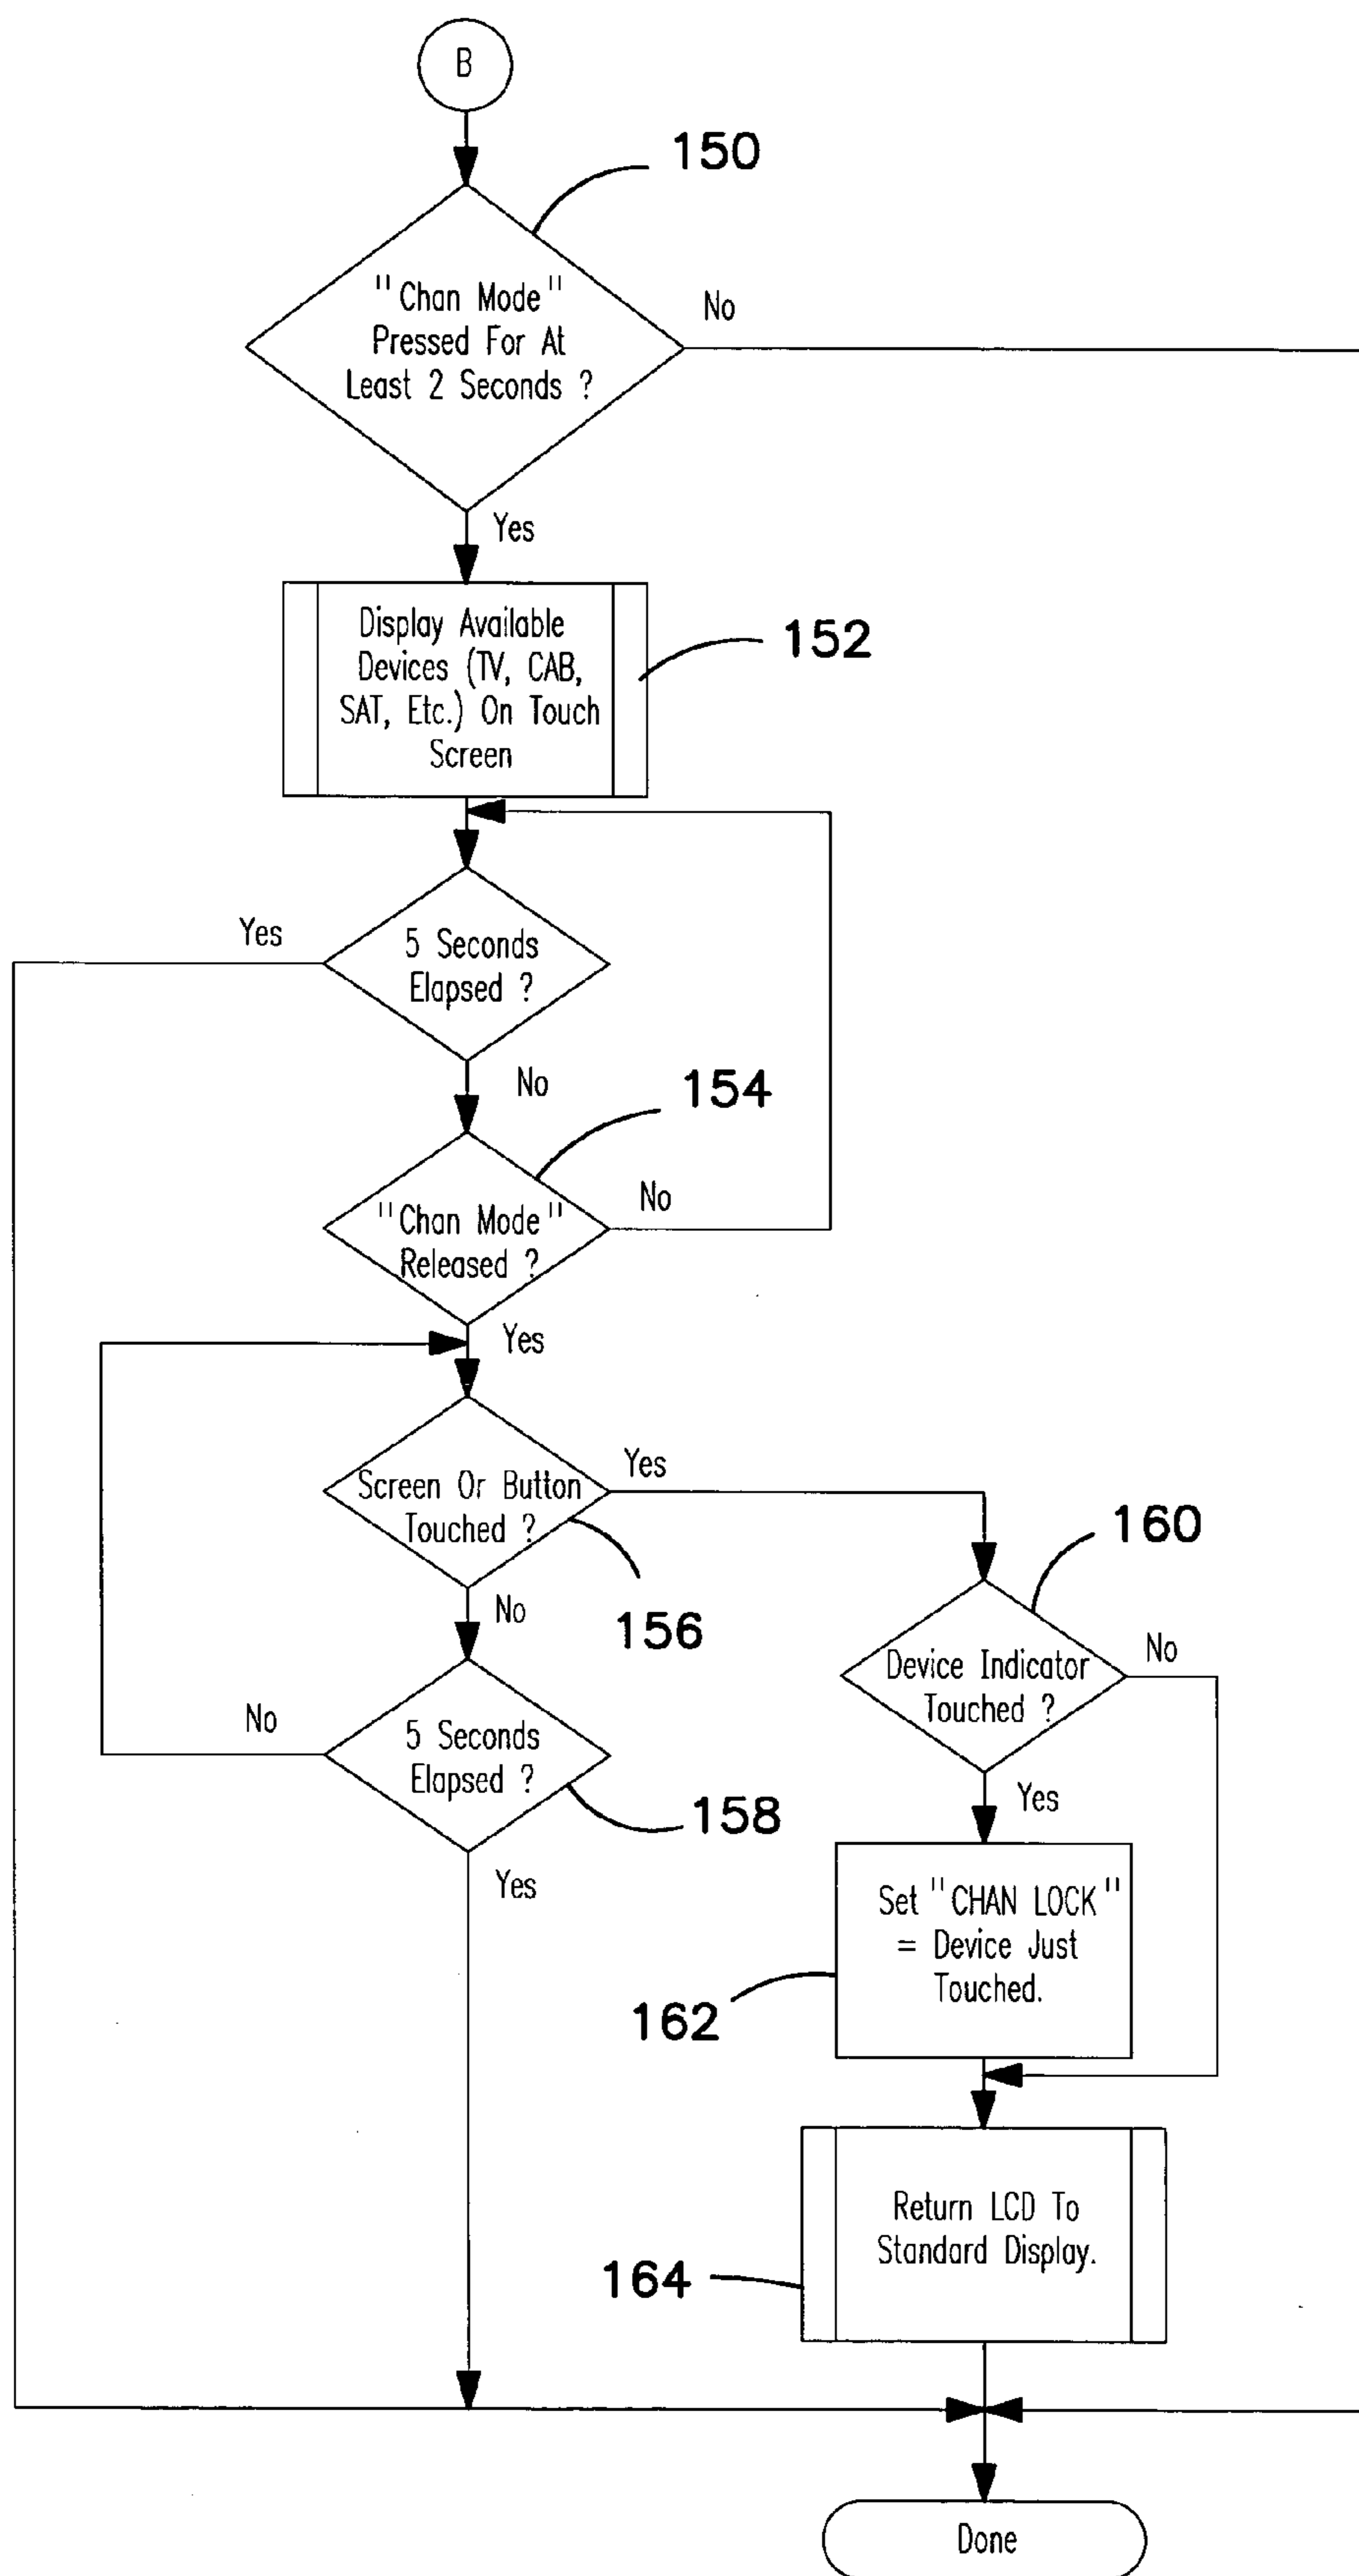 B
150
"Chan Mode"
Pressed For At
Least 2 Seconds ?
No
Yes
Display Available
Devices (TV, CAB,
SAT, Etc.) On Touch
Screen
152
Yes
5 Seconds
Elapsed ?
No
154
"Chan Mode"
Released ?
No
Yes
Screen Or Button
Touched ?
Yes
156
No
160
Device Indicator
Touched ?
No
No
5 Seconds
Elapsed ?
158
Yes
Yes
Set "CHAN LOCK"
= Device Just
Touched.
162
Return LCD To
Standard Display.
164
Done